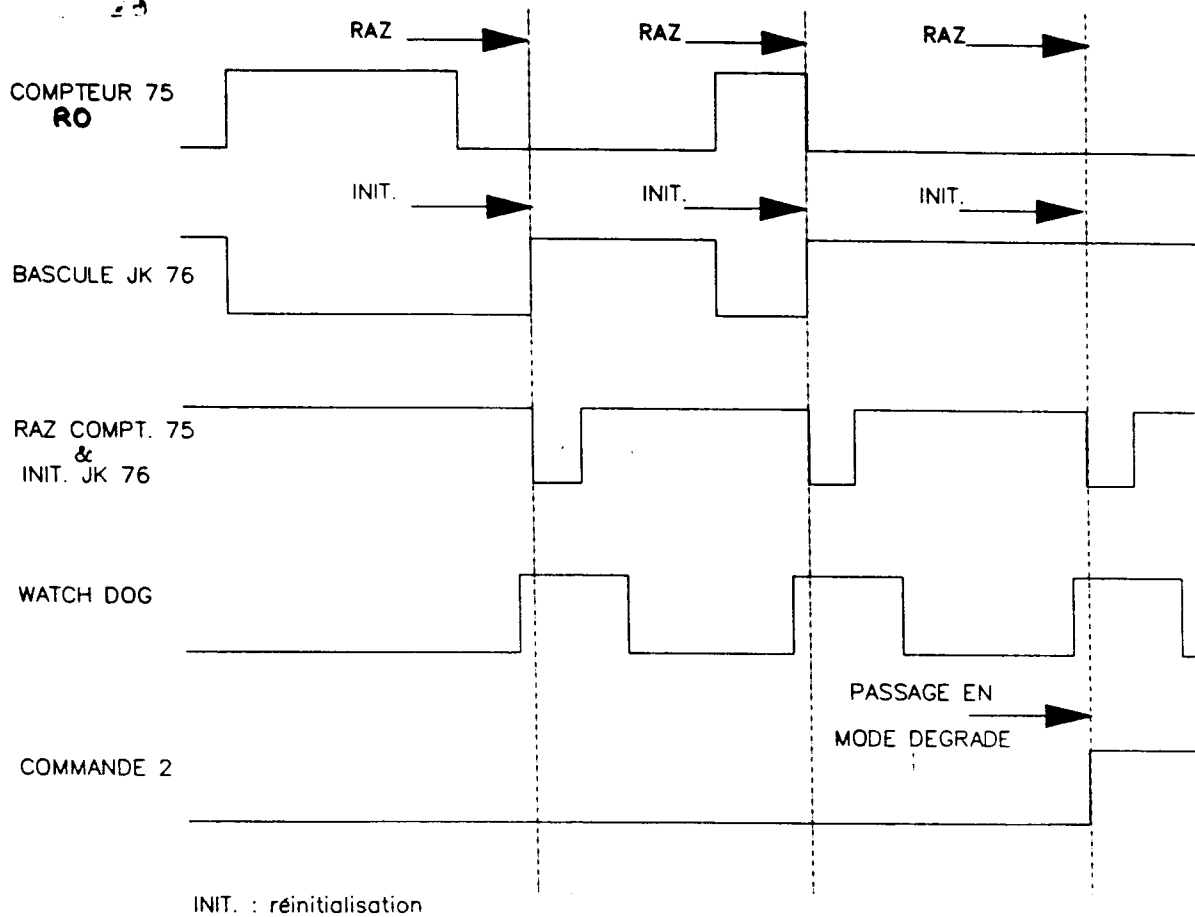 RAZ
RAZ
RAZ
COMPTEUR 75
RO
INIT.
INIT.
INIT.
BASCULE JK 76
RAZ COMPT. 75
&
INIT. JK 76
WATCH DOG
PASSAGE EN
MODE DEGRADE
COMMANDE 2
INIT. : réinitialisation